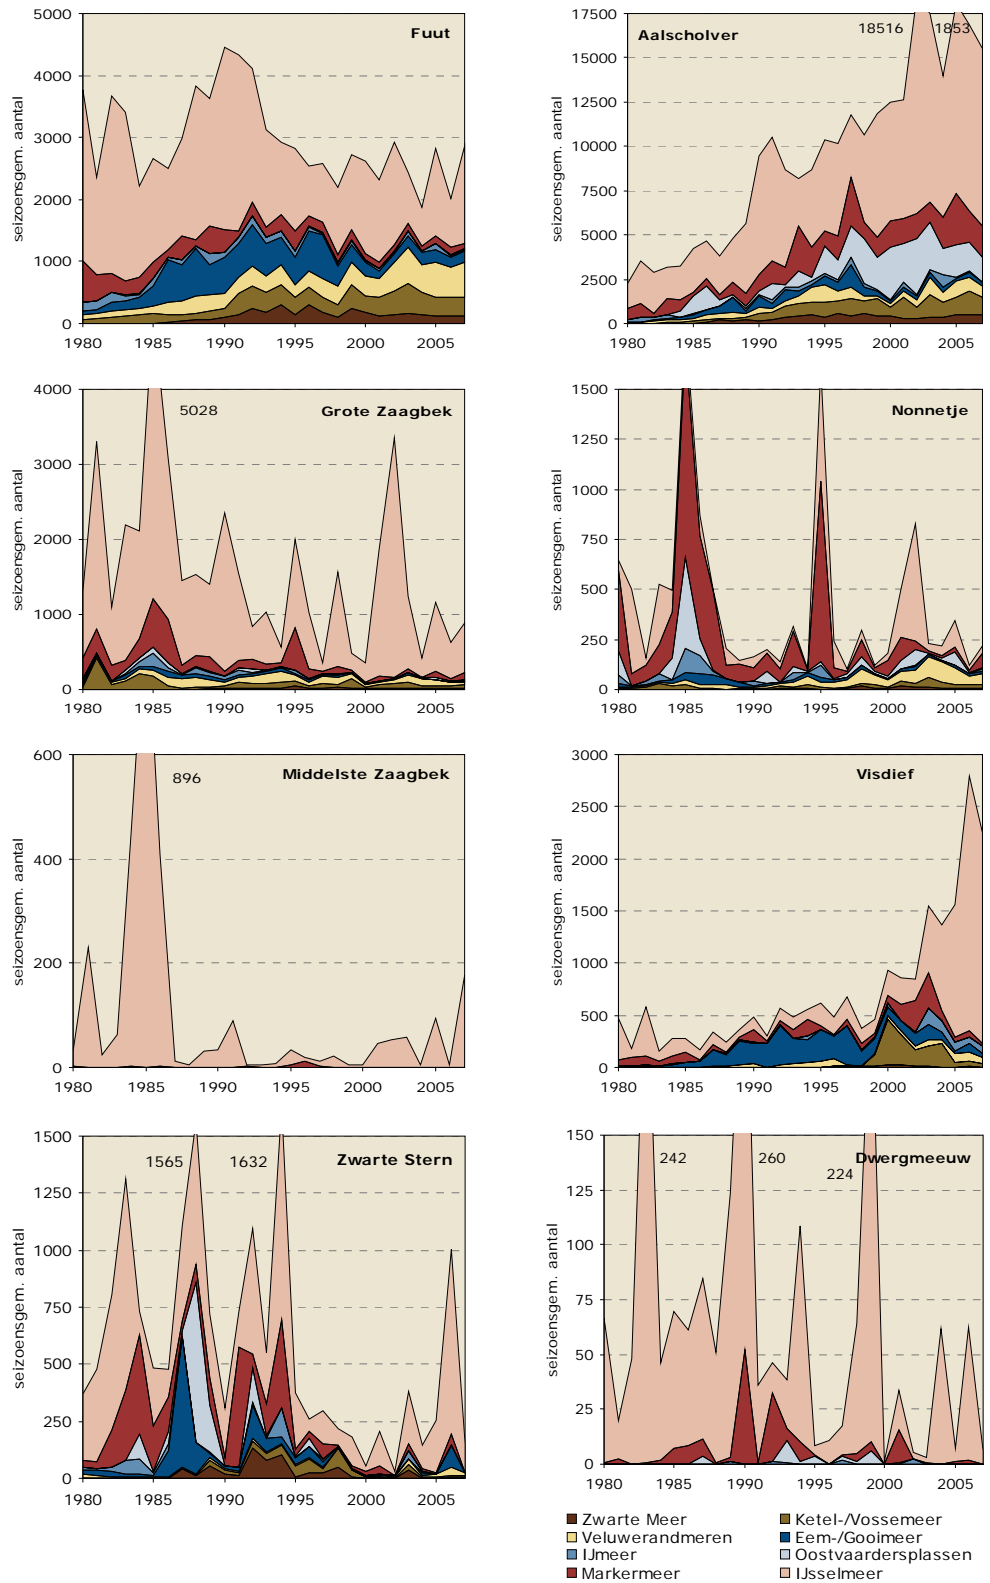 Fuut
seizoensgem. aantal
5000
4000
3000
2000
1000
0
1980 1985 1990 1995 2000 2005
Aalscholver
18516 1853
seizoensgem. aantal
17500
15000
12500
10000
7500
5000
2500
0
1980 1985 1990 1995 2000 2005
Grote Zaagbek
5028
seizoensgem. aantal
4000
3000
2000
1000
0
1980 1985 1990 1995 2000 2005
Nonnetje
seizoensgem. aantal
1500
1250
1000
750
500
250
0
1980 1985 1990 1995 2000 2005
Middelste Zaagbek
896
seizoensgem. aantal
600
400
200
0
1980 1985 1990 1995 2000 2005
Visdief
seizoensgem. aantal
3000
2500
2000
1500
1000
500
0
1980 1985 1990 1995 2000 2005
Zwarte Stern
1565 1632
seizoensgem. aantal
1500
1250
1000
750
500
250
0
1980 1985 1990 1995 2000 2005
Dwergmeeuw
242 260 224
seizoensgem. aantal
150
125
100
75
50
25
0
1980 1985 1990 1995 2000 2005
Zwarte Meer
Veluwerandmeren
IJmeer
Markermeer
Ketel-/Vossemeer
Eem-/Gooimeer
Oostvaardersplassen
IJsselmeer